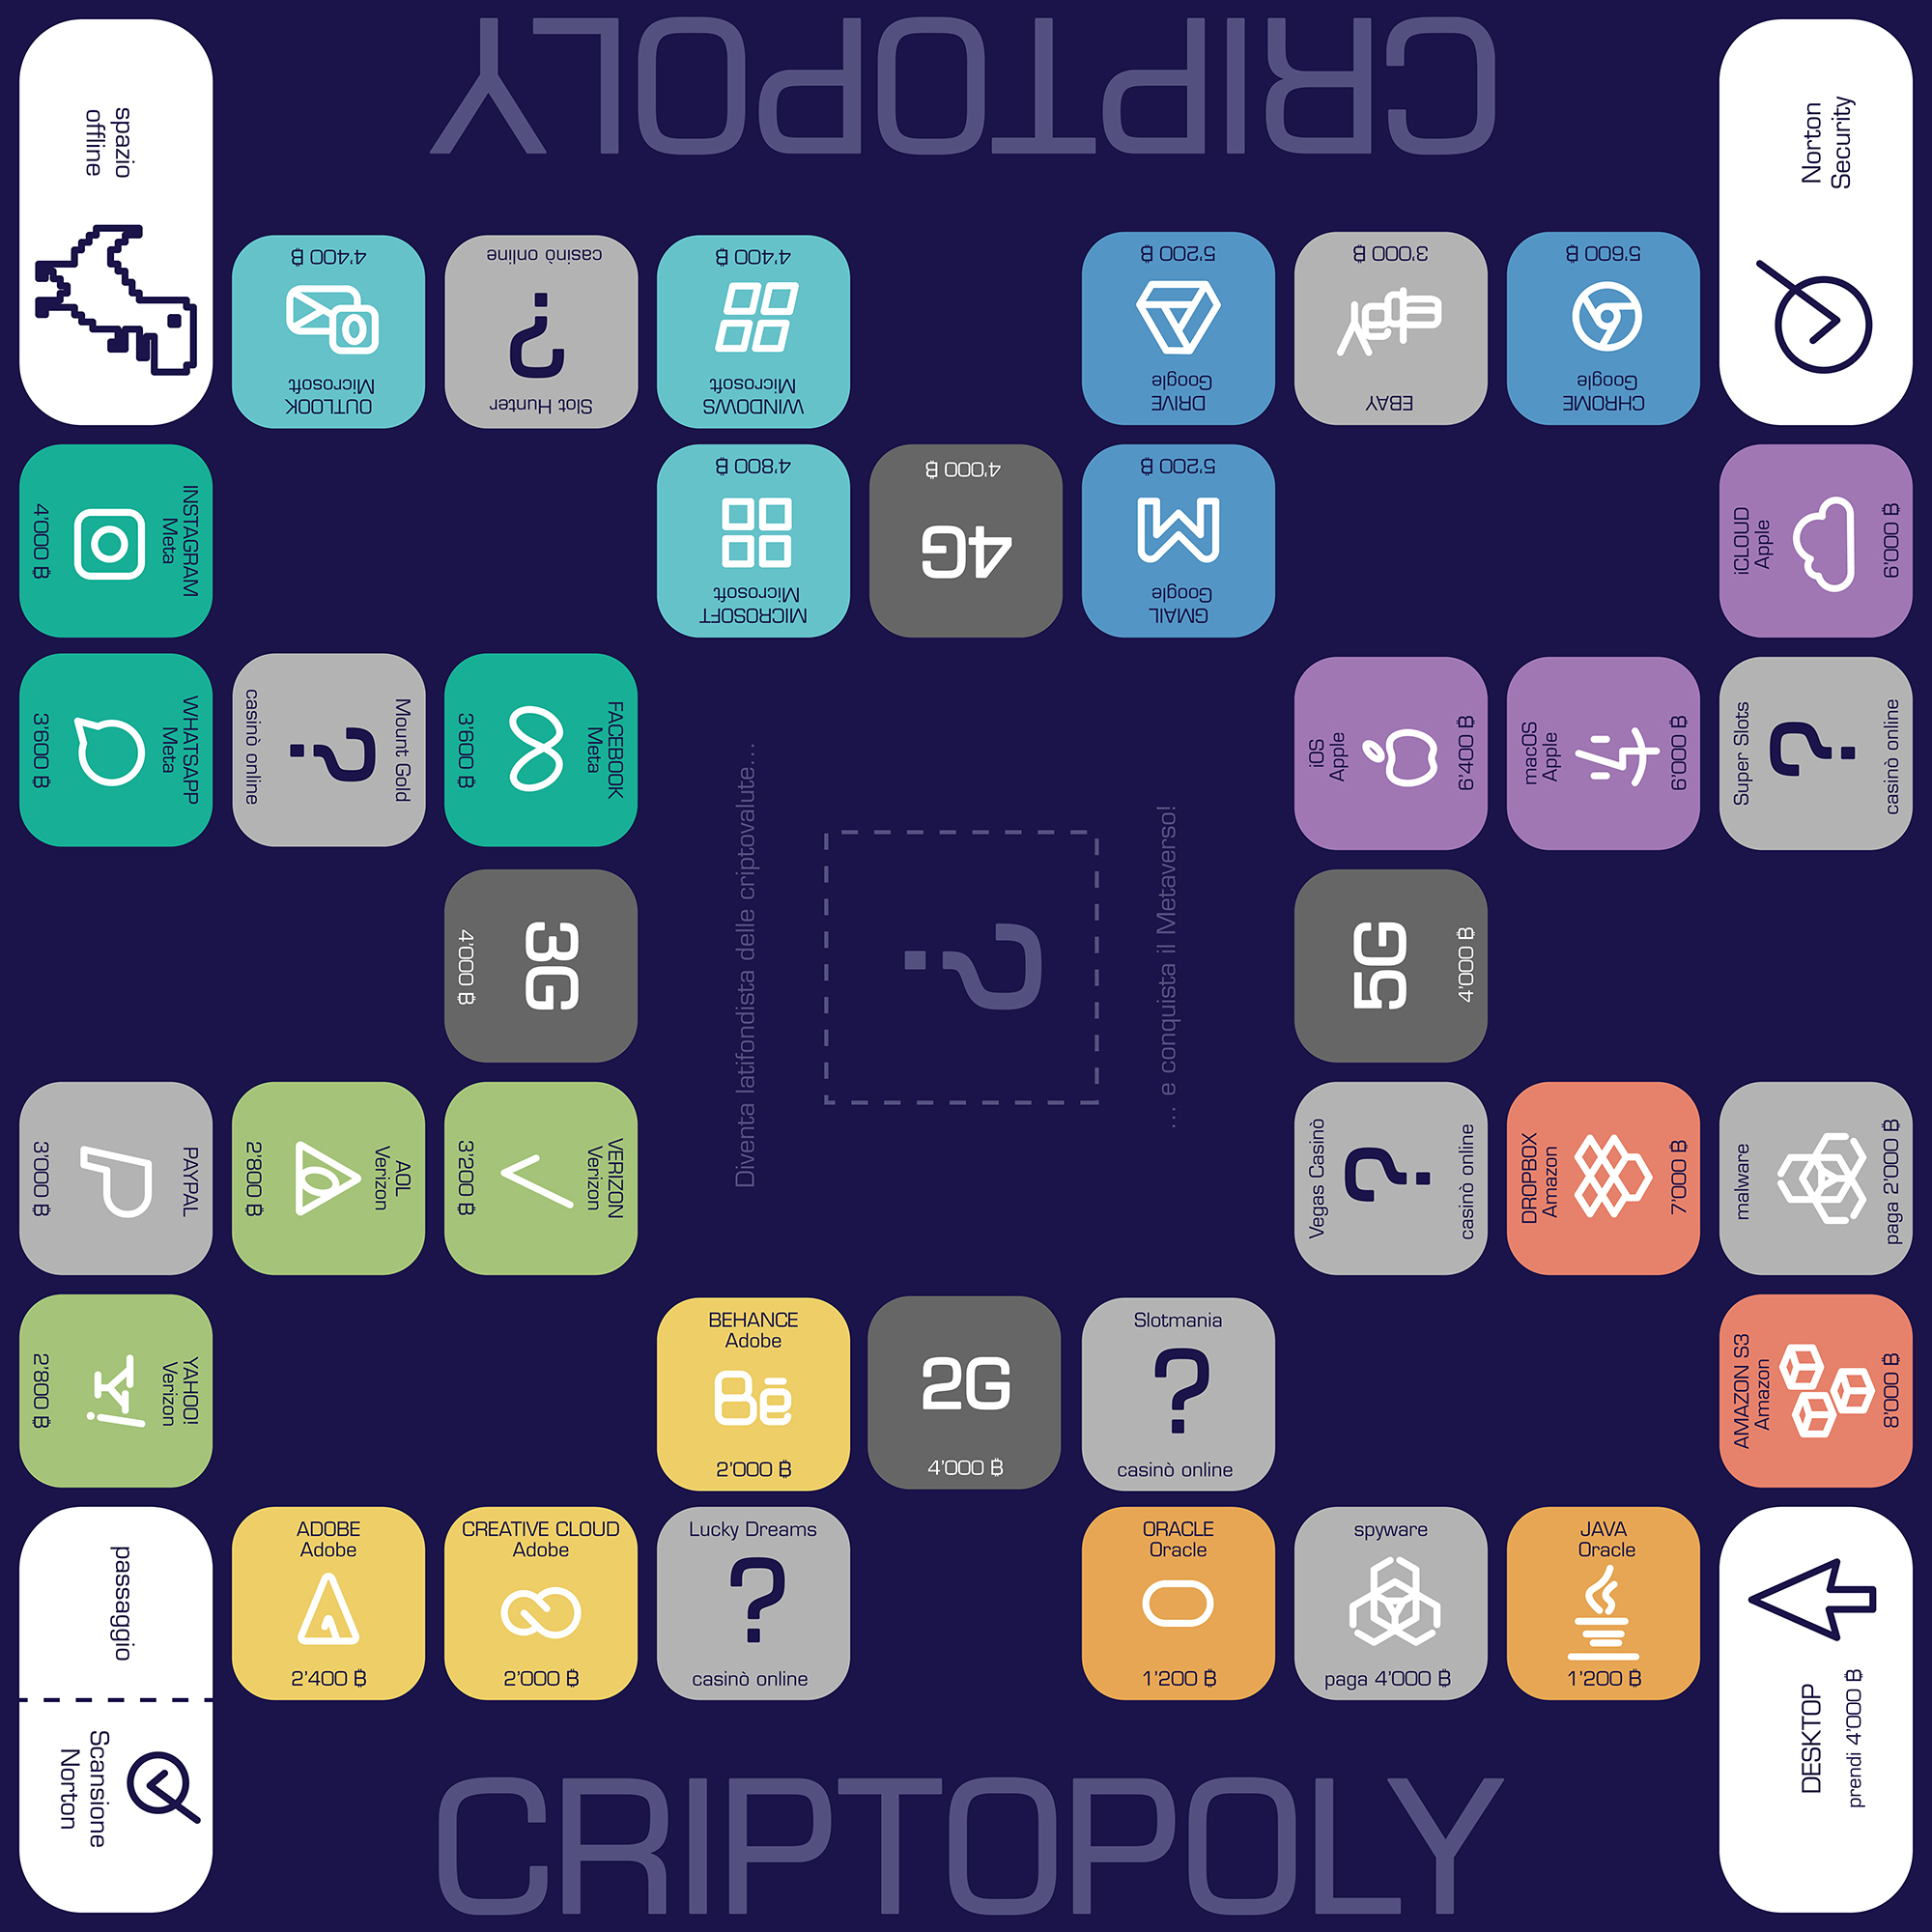 CRIPTOPOLY
spazio
offline
OUTLOOK
Microsoft
4'400 ₿
Slot Hunter
?
casinò online
WINDOWS
Microsoft
4'400 ₿
DRIVE
Google
5'200 ₿
EBAY
ebay
3'000 ₿
CHROME
Google
5'600 ₿
Norton
Security
INSTAGRAM
Meta
4'000 ₿
MICROSOFT
Microsoft
4'800 ₿
4G
4'000 ₿
GMAIL
Google
5'200 ₿
iCLOUD
Apple
6'000 ₿
WHATSAPP
Meta
3'600 ₿
Mount Gold
?
casinò online
FACEBOOK
Meta
3'600 ₿
iOS
Apple
6'400 ₿
macOS
Apple
6'000 ₿
Super Slots
?
casinò online
3G
4'000 ₿
Diventa latifondista delle criptovalute...
?
... e conquista il Metaverso!
5G
4'000 ₿
PAYPAL
3'000 ₿
AOL
Verizon
2'800 ₿
VERIZON
Verizon
3'200 ₿
Vegas Casinò
?
casinò online
DROPBOX
Amazon
7'000 ₿
malware
paga 2'000 ₿
YAHOO!
Verizon
2'800 ₿
BEHANCE
Adobe
Bē
2'000 ₿
2G
4'000 ₿
Slotmania
?
casinò online
AMAZON S3
Amazon
8'000 ₿
passaggio
Scansione
Norton
ADOBE
Adobe
2'400 ₿
CREATIVE CLOUD
Adobe
2'000 ₿
Lucky Dreams
?
casinò online
ORACLE
Oracle
1'200 ₿
spyware
paga 4'000 ₿
JAVA
Oracle
1'200 ₿
DESKTOP
prendi 4'000 ₿
CRIPTOPOLY